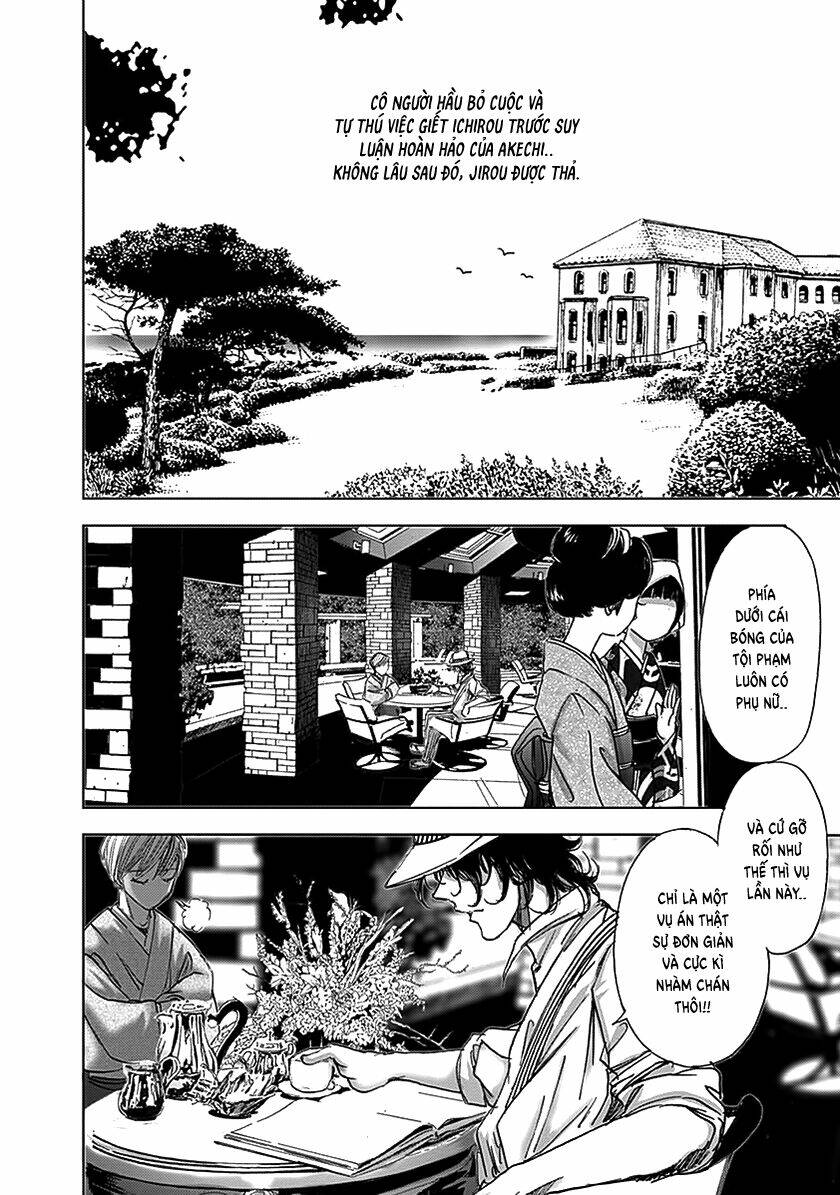 CÔ NGƯỜI HẦU BỎ CUỘC VÀ
TỰ THÚ VIỆC GIẾT ICHIROU TRƯỚC SUY
LUẬN HOÀN HẢO CỦA AKECHI..
KHÔNG LÂU SAU ĐÓ, JIROU ĐƯỢC THẢ.
PHÍA
DƯỚI CÁI
BÓNG CỦA
TỘI PHẠM
LUÔN CÓ
PHỤ NỮ..
VÀ CỨ GỠ
RỐI NHƯ
THẾ THÌ VỤ
LẦN NÀY..
CHỈ LÀ MỘT
VỤ ÁN THẬT
SỰ ĐƠN GIẢN
VÀ CỰC KÌ
NHÀM CHÁN
THÔI!!